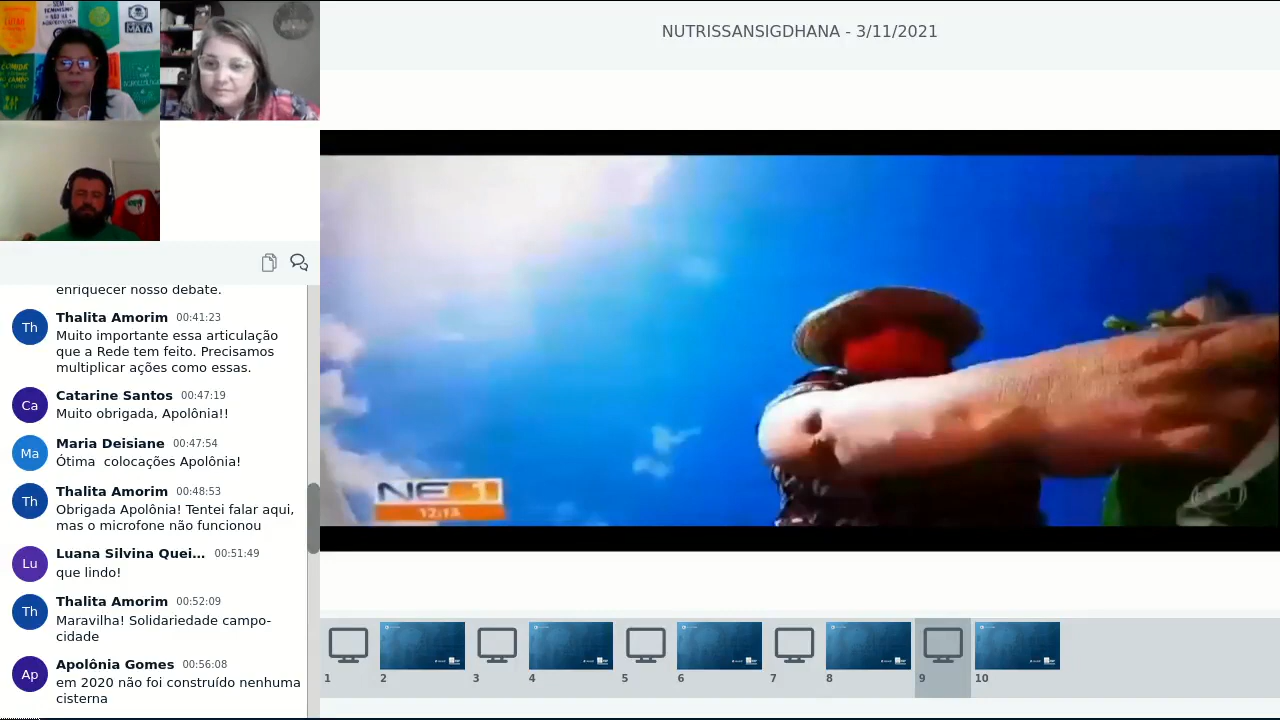 NUTRISSANSIGDHANA - 3/11/2021
MATA
enriquecer nosso debate.
Th
Thalita Amorim 00:41:23
Muito importante essa articulação
que a Rede tem feito. Precisamos
multiplicar ações como essas.
Ca
Catarine Santos 00:47:19
Muito obrigada, Apolônia!!
Ma
Maria Deisiane 00:47:54
Ótima colocações Apolônia!
Th
Thalita Amorim 00:48:53
Obrigada Apolônia! Tentei falar aqui,
mas o microfone não funcionou
Lu
Luana Silvina Quei... 00:51:49
que lindo!
Th
Thalita Amorim 00:52:09
Maravilha! Solidariedade campo-
cidade
Ap
Apolônia Gomes 00:56:08
em 2020 não foi construído nenhuma
cisterna
NE1
12:13
1 2 3 4 5 6 7 8 9 10